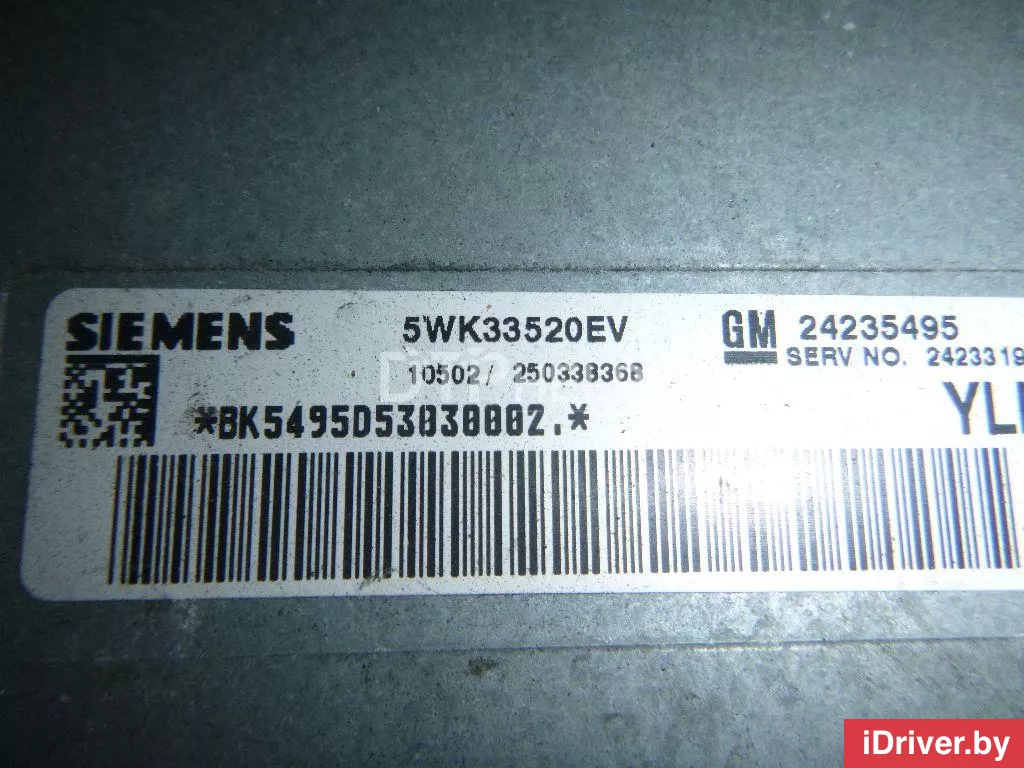 SIEMENS 5WK33520EV GM 24235495
SERV NO. 2423319
10502/ 250338368
*BK5495D53030002.*
iDriver.by